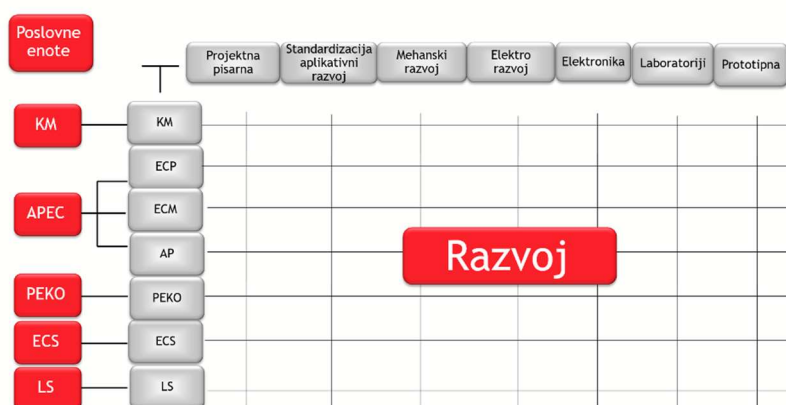 Poslovne
enote
Projektna
pisarna
Standardizacija
aplikativni
razvoj
Mehanski
razvoj
Elektro
razvoj
Elektronika
Laboratoriji
Prototipna
KM
KM
ECP
APEC
ECM
AP
Razvoj
PEKO
PEKO
ECS
ECS
LS
LS